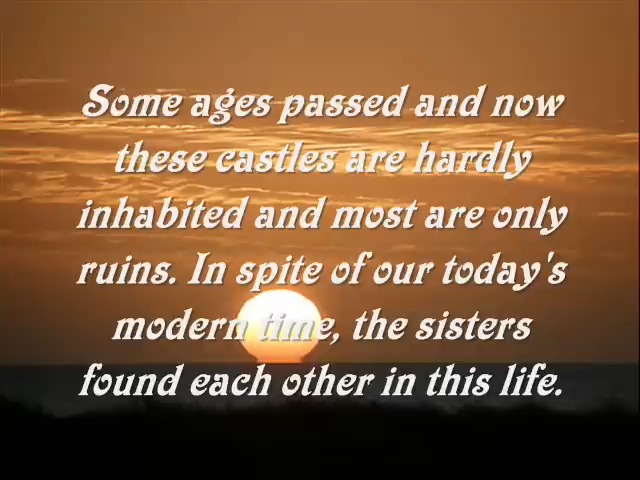 Some ages passed and now
these castles are hardly
inhabited and most are only
ruins. In spite of our today's
modern time, the sisters
found each other in this life.